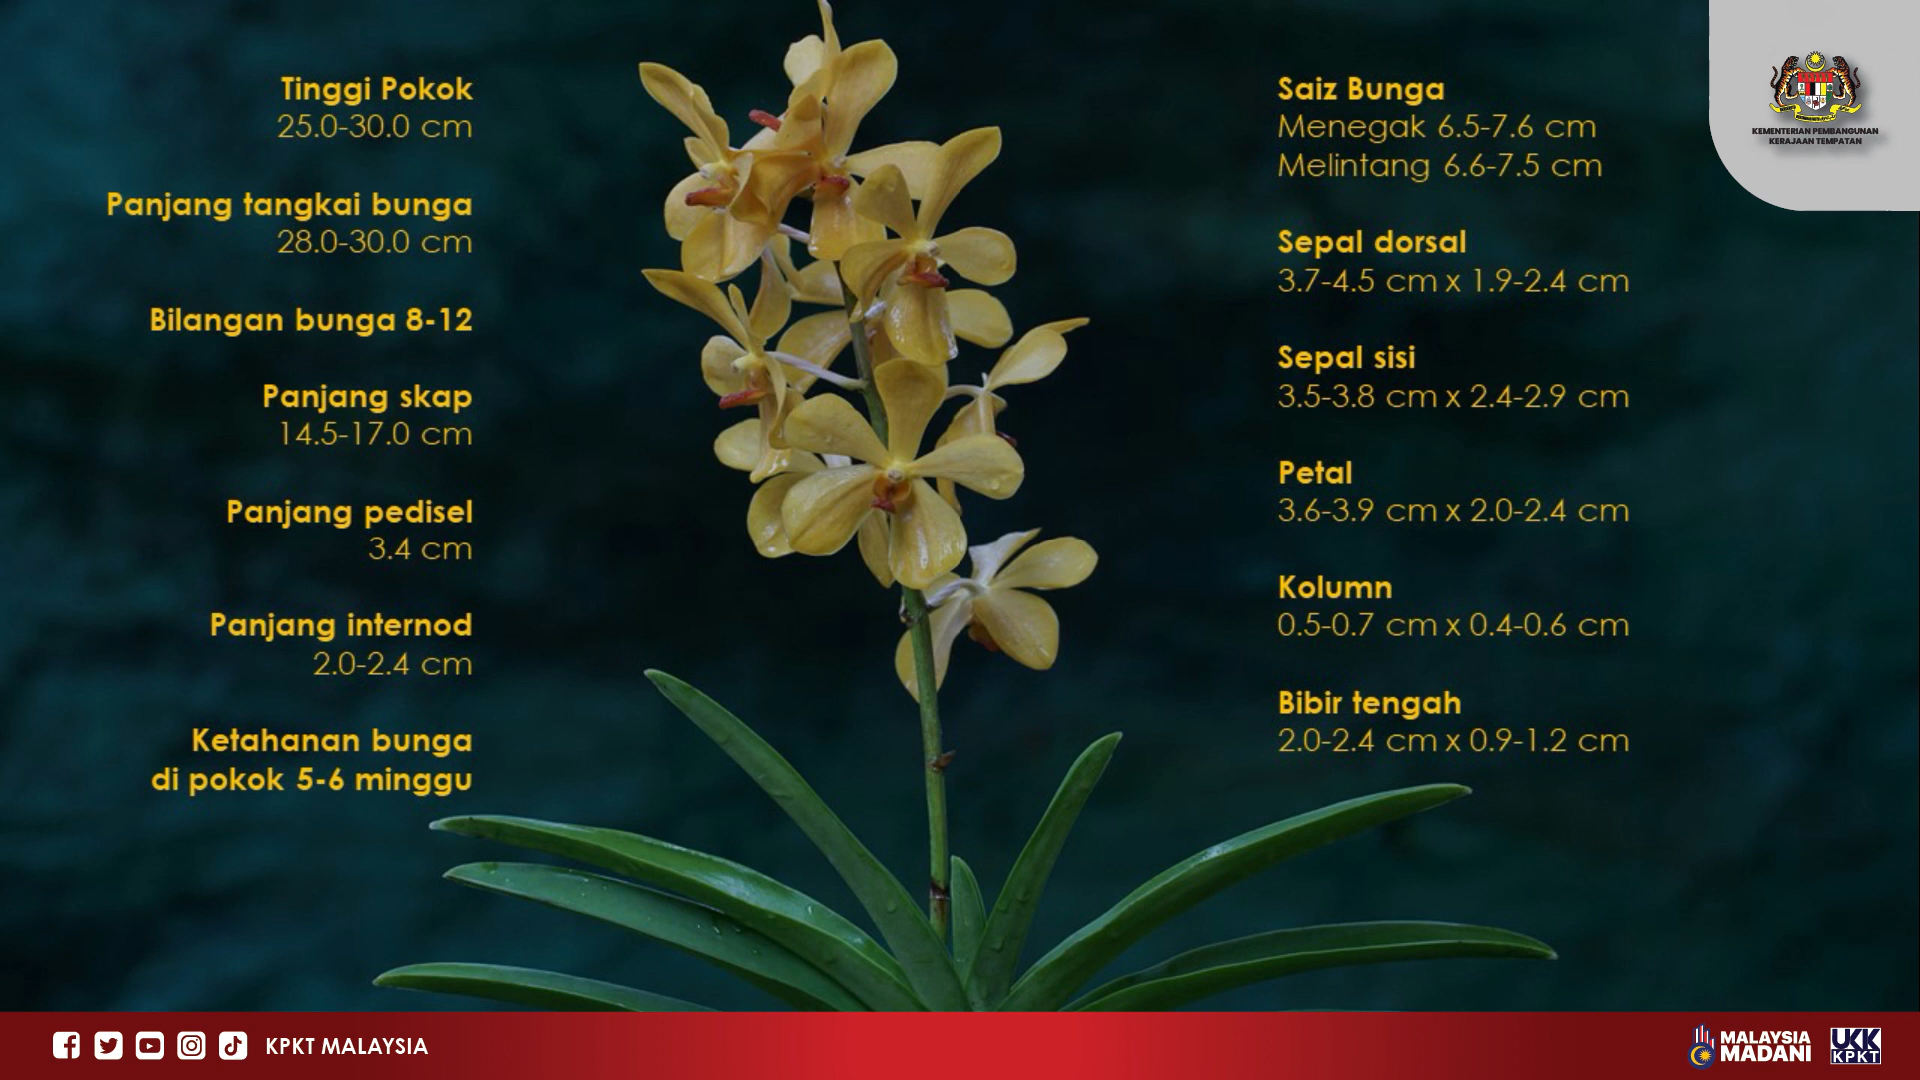 Tinggi Pokok
25.0-30.0 cm
Panjang tangkai bunga
28.0-30.0 cm
Bilangan bunga 8-12
Panjang skap
14.5-17.0 cm
Panjang pedisel
3.4 cm
Panjang internod
2.0-2.4 cm
Ketahanan bunga
di pokok 5-6 minggu
Saiz Bunga
Menegak 6.5-7.6 cm
Melintang 6.6-7.5 cm
Sepal dorsal
3.7-4.5 cm x 1.9-2.4 cm
Sepal sisi
3.5-3.8 cm x 2.4-2.9 cm
Petal
3.6-3.9 cm x 2.0-2.4 cm
Kolumn
0.5-0.7 cm x 0.4-0.6 cm
Bibir tengah
2.0-2.4 cm x 0.9-1.2 cm
KEMENTERIAN PEMBANGUNAN
KERAJAAN TEMPATAN
KPKT MALAYSIA
MALAYSIA
MADANI
UKK
KPKT